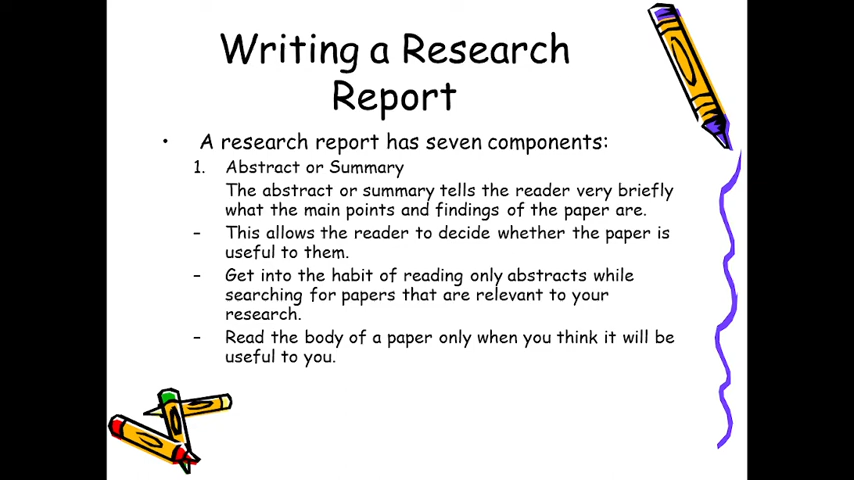 Writing a Research
Report
• A research report has seven components:
1. Abstract or Summary
The abstract or summary tells the reader very briefly
what the main points and findings of the paper are.
– This allows the reader to decide whether the paper is
useful to them.
– Get into the habit of reading only abstracts while
searching for papers that are relevant to your
research.
– Read the body of a paper only when you think it will be
useful to you.